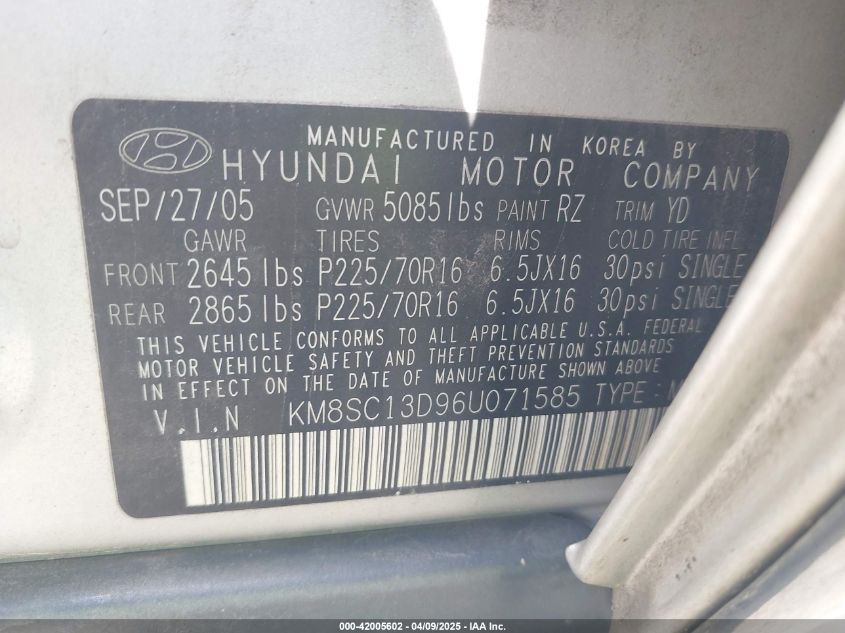 MANUFACTURED IN KOREA BY
HYUNDAI MOTOR COMPANY
SEP/27/05 GVWR 5085lbs PAINT RZ TRIM YD
GAWR TIRES RIMS COLD TIRE INFL
FRONT 2645lbs P225/70R16 6.5JX16 30psi SINGLE
REAR 2865lbs P225/70R16 6.5JX16 30psi SINGLE
THIS VEHICLE CONFORMS TO ALL APPLICABLE U.S.A. FEDERAL
MOTOR VEHICLE SAFETY AND THEFT PREVENTION STANDARDS
IN EFFECT ON THE DATE OF MANUFACTURE SHOWN ABOVE
V.I.N KM8SC13D96U071585 TYPE:
000-42005602 | 04/09/2025 - IAA Inc.